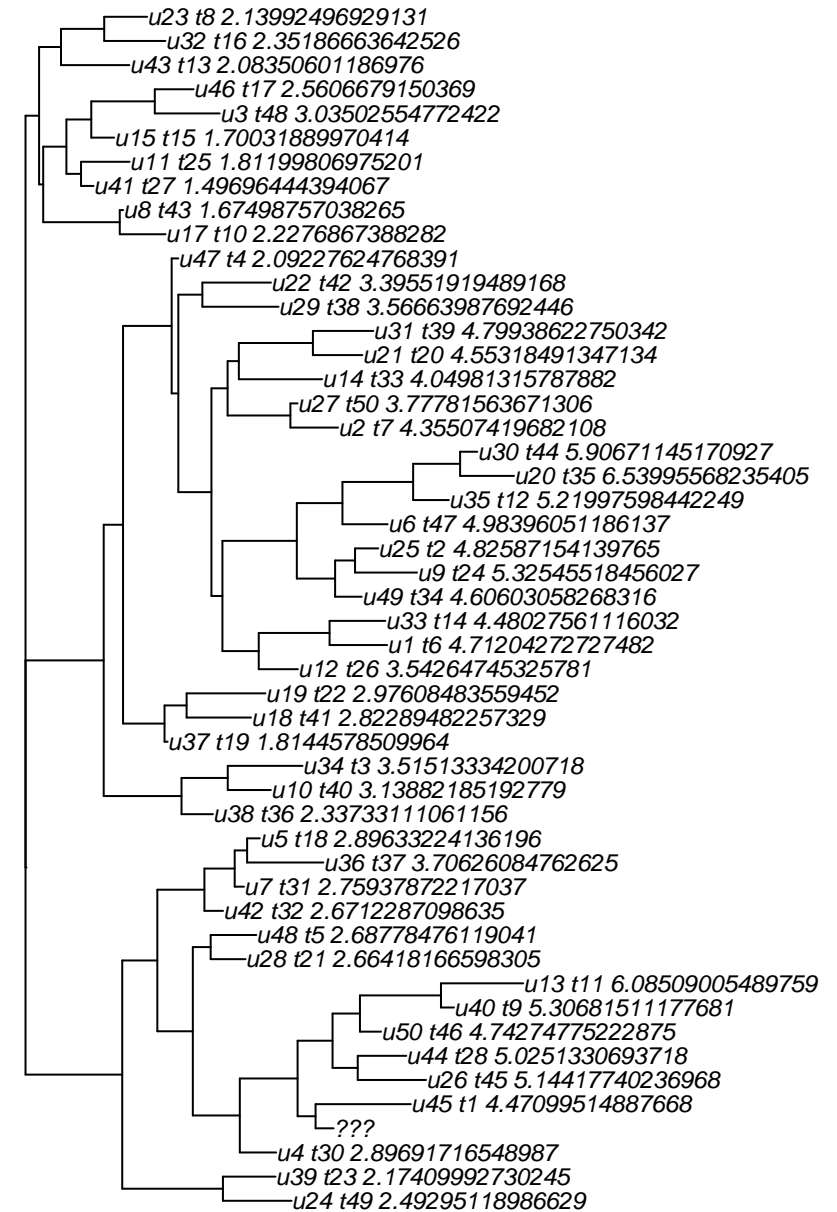 u23 t8 2.13992496929131
u32 t16 2.35186663642526
u43 t13 2.08350601186976
u46 t17 2.5606679150369
u3 t48 3.03502554772422
u15 t15 1.70031889970414
u11 t25 1.81199806975201
u41 t27 1.49696444394067
u8 t43 1.67498757038265
u17 t10 2.2276867388282
u47 t4 2.09227624768391
u22 t42 3.39551919489168
u29 t38 3.56663987692446
u31 t39 4.79938622750342
u21 t20 4.55318491347134
u14 t33 4.04981315787882
u27 t50 3.77781563671306
u2 t7 4.35507419682108
u30 t44 5.90671145170927
u20 t35 6.53995568235405
u35 t12 5.21997598442249
u6 t47 4.98396051186137
u25 t2 4.82587154139765
u9 t24 5.32545518456027
u49 t34 4.60603058268316
u33 t14 4.48027561116032
u1 t6 4.71204272727482
u12 t26 3.54264745325781
u19 t22 2.97608483559452
u18 t41 2.82289482257329
u37 t19 1.8144578509964
u34 t3 3.51513334200718
u10 t40 3.13882185192779
u38 t36 2.33733111061156
u5 t18 2.89633224136196
u36 t37 3.70626084762625
u7 t31 2.75937872217037
u42 t32 2.6712287098635
u48 t5 2.68778476119041
u28 t21 2.66418166598305
u13 t11 6.08509005489759
u40 t9 5.30681511177681
u50 t46 4.74274775222875
u44 t28 5.0251330693718
u26 t45 5.14417740236968
u45 t1 4.47099514887668
???
u4 t30 2.89691716548987
u39 t23 2.17409992730245
u24 t49 2.49295118986629